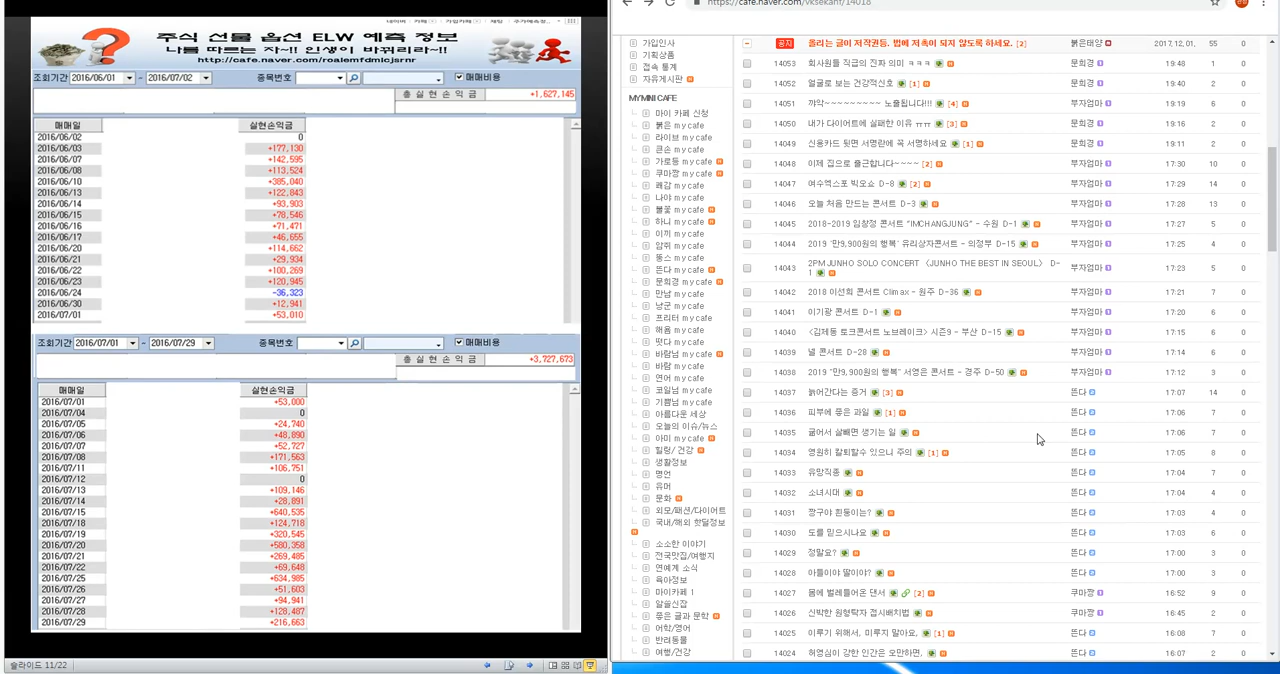 주식 선물 옵션 ELW 예측 정보
나를 따르는 자~!! 인생이 바뀌리라~!!
http://cafe.naver.com/roalemfdmlcjsrnr
조회기간 2016/06/01 ~ 2016/07/02 종목번호 매매비용
총 실 현 손 익 금 +1,627,145
매매일 실현손익금
2016/06/02 0
2016/06/03 +177,130
2016/06/07 +142,595
2016/06/08 +113,524
2016/06/10 +385,040
2016/06/13 +122,843
2016/06/14 +93,903
2016/06/15 +78,546
2016/06/16 +71,471
2016/06/17 +46,655
2016/06/20 +114,662
2016/06/21 +29,934
2016/06/22 +100,269
2016/06/23 +120,945
2016/06/24 -36,323
2016/06/30 +12,941
2016/07/01 +53,010
조회기간 2016/07/01 ~ 2016/07/29 종목번호 매매비용
총 실 현 손 익 금 +3,727,673
매매일 실현손익금
2016/07/01 +53,000
2016/07/04 0
2016/07/05 +24,740
2016/07/06 +48,890
2016/07/07 +52,727
2016/07/08 +171,563
2016/07/11 +106,751
2016/07/12 0
2016/07/13 +109,146
2016/07/14 +28,891
2016/07/15 +640,535
2016/07/18 +124,718
2016/07/19 +320,545
2016/07/20 +580,358
2016/07/21 +269,485
2016/07/22 +69,648
2016/07/25 +634,985
2016/07/26 +51,603
2016/07/27 +94,941
2016/07/28 +128,487
2016/07/29 +216,663
슬라이드 11/22
https://cafe.naver.com/vksekanf/14018
가입인사
기획상품
접속 통계
자유게시판
MY MINI CAFE
마이 카페 신청
붉은 my cafe
라이브 my cafe
큰손 my cafe
가로등 my cafe
쿠마짱 my cafe
쾌감 my cafe
나야 my cafe
불꽃 my cafe
하니 my cafe
이끼 my cafe
얍쥐 my cafe
통스 my cafe
뜬다 my cafe
문희경 my cafe
만남 my cafe
낭군 my cafe
프리터 my cafe
해욤 my cafe
떳다 my cafe
바람님 my cafe
바람 my cafe
연어 my cafe
코일님 my cafe
기쁨님 my cafe
아름다운 세상
오늘의 이슈/뉴스
아미 my cafe
힐링/ 건강
생활정보
명언
유머
문화
외모/패션/다이어트
국내/해외 핫딜정보
소소한 이야기
전국맛집/여행지
연예계 소식
육아정보
마이카페 1
알쓸신잡
좋은 글과 문학
어학/영어
반려동물
여행/건강
공지 올리는 글이 저작권등. 법에 저촉이 되지 않도록 하세요. [2] 붉은태양 2017.12.01. 55 0
14053 회사원들 직급의 진짜 의미 ㅋㅋㅋ 문희경 19:48 1 0
14052 얼굴로 보는 건강적신호 [1] 문희경 19:40 2 0
14051 꺄악~~~~~~~~~ 노출됩니다!!! [4] 부자엄마 19:19 6 0
14050 내가 다이어트에 실패한 이유 ㅠㅠ [3] 문희경 19:16 2 0
14049 신용카드 뒷면 서명란에 꼭 서명하세요 [1] 문희경 19:11 2 0
14048 이제 집으로 출근합니다~~~~ [2] 부자엄마 17:30 10 0
14047 여수엑스포 빅오쇼 D-8 [2] 부자엄마 17:29 14 0
14046 오늘 처음 만드는 콘서트 D-3 부자엄마 17:28 13 0
14045 2018-2019 임창정 콘서트 "IMCHANGJUNG" - 수원 D-1 부자엄마 17:27 5 0
14044 2019 '만9,900원의 행복' 유리상자콘서트 - 의정부 D-15 부자엄마 17:25 4 0
14043 2PM JUNHO SOLO CONCERT 〈JUNHO THE BEST IN SEOUL〉 D-1 부자엄마 17:23 5 0
14042 2018 이선희 콘서트 Climax - 원주 D-36 부자엄마 17:21 7 0
14041 이기광 콘서트 D-1 부자엄마 17:20 6 0
14040 <김제동 토크콘서트 노브레이크> 시즌9 - 부산 D-15 부자엄마 17:15 6 0
14039 넬 콘서트 D-28 부자엄마 17:14 6 0
14038 2019 "만9,900원의 행복" 서영은 콘서트 - 경주 D-50 부자엄마 17:12 3 0
14037 늙어간다는 증거 [3] 뜬다 17:07 14 0
14036 피부에 좋은 과일 [1] 뜬다 17:06 7 0
14035 굶어서 살빼면 생기는 일 뜬다 17:06 7 0
14034 영원히 칼퇴할수 있으니 주의 [1] 뜬다 17:05 8 0
14033 유망직종 뜬다 17:04 7 0
14032 소녀시대 뜬다 17:04 4 0
14031 짱구야 흰둥이는? 뜬다 17:03 4 0
14030 도를 믿으시나요 뜬다 17:03 6 0
14029 정말요? 뜬다 17:00 3 0
14028 아들이야 딸이야? 뜬다 17:00 3 0
14027 몸에 벌레들어온 댄서 [2] 쿠마짱 16:52 9 0
14026 신박한 원형탁자 접시배치법 쿠마짱 16:45 2 0
14025 이루기 위해서, 미루지 말아요, [1] 뜬다 16:08 7 0
14024 허영심이 강한 인간은 오만하면, 뜬다 16:07 2 0